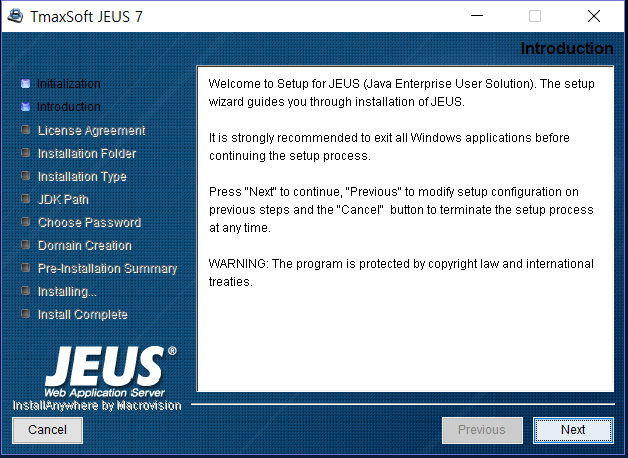 TmaxSoft JEUS 7
Introduction
Initialization
Introduction
License Agreement
Installation Folder
Installation Type
JDK Path
Choose Password
Domain Creation
Pre-Installation Summary
Installing...
Install Complete
Welcome to Setup for JEUS (Java Enterprise User Solution). The setup
wizard guides you through installation of JEUS.
It is strongly recommended to exit all Windows applications before
continuing the setup process.
Press "Next" to continue, "Previous" to modify setup configuration on
previous steps and the "Cancel" button to terminate the setup process
at any time.
WARNING: The program is protected by copyright law and international
treaties.
JEUS®
Web Application Server
InstallAnywhere by Macrovision
Cancel
Previous
Next